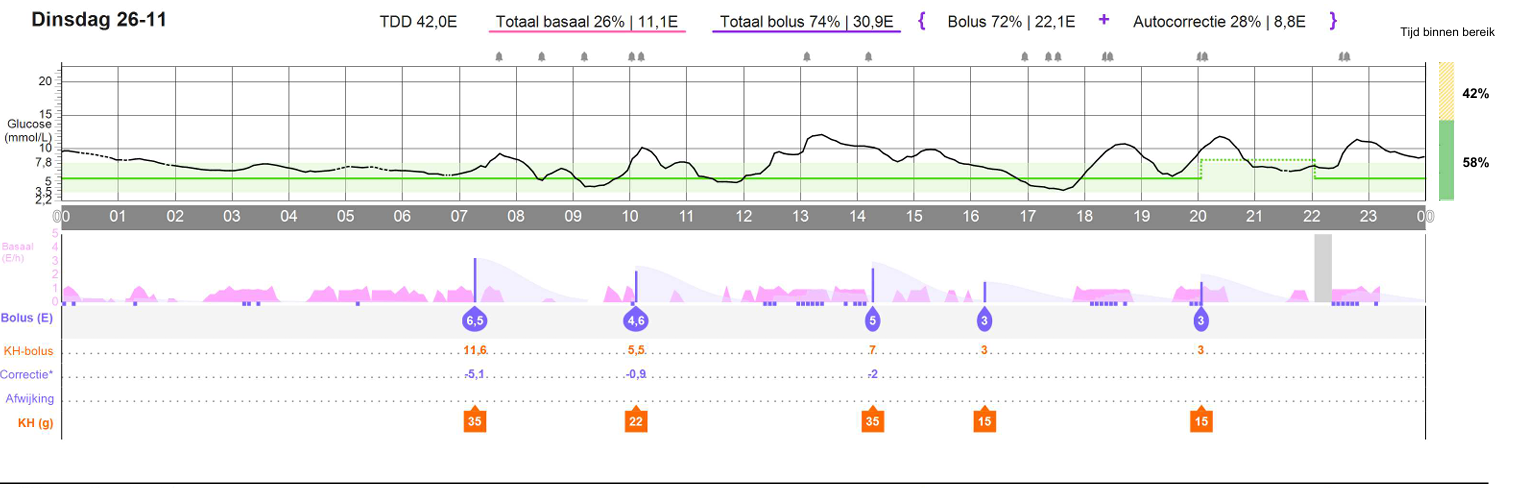 Dinsdag 26-11 TDD 42,0E Totaal basaal 26% | 11,1E Totaal bolus 74% | 30,9E { Bolus 72% | 22,1E + Autocorrectie 28% | 8,8E }
Tijd binnen bereik
20
15
Glucose
(mmol/L)
10
7,8
5
3,5
2,2
42%
58%
00 01 02 03 04 05 06 07 08 09 10 11 12 13 14 15 16 17 18 19 20 21 22 23 00
Basaal
(E/h)
5
4
3
2
1
0
Bolus (E) 6,5 4,6 5 3 3
KH-bolus 11,6 5,5 7 3 3
Correctie* -5,1 -0,9 -2
Afwijking
KH (g) 35 22 35 15 15